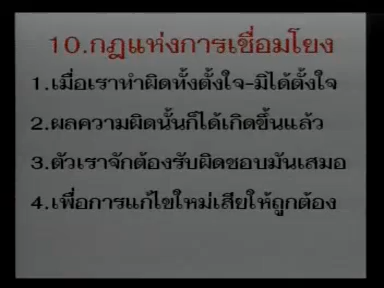 10.กฎแห่งการเชื่อมโยง
1.เมื่อเราทำผิดทั้งตั้งใจ-มิได้ตั้งใจ
2.ผลความผิดนั้นก็ได้เกิดขึ้นแล้ว
3.ตัวเราจักต้องรับผิดชอบมันเสมอ
4.เพื่อการแก้ไขใหม่เสียให้ถูกต้อง